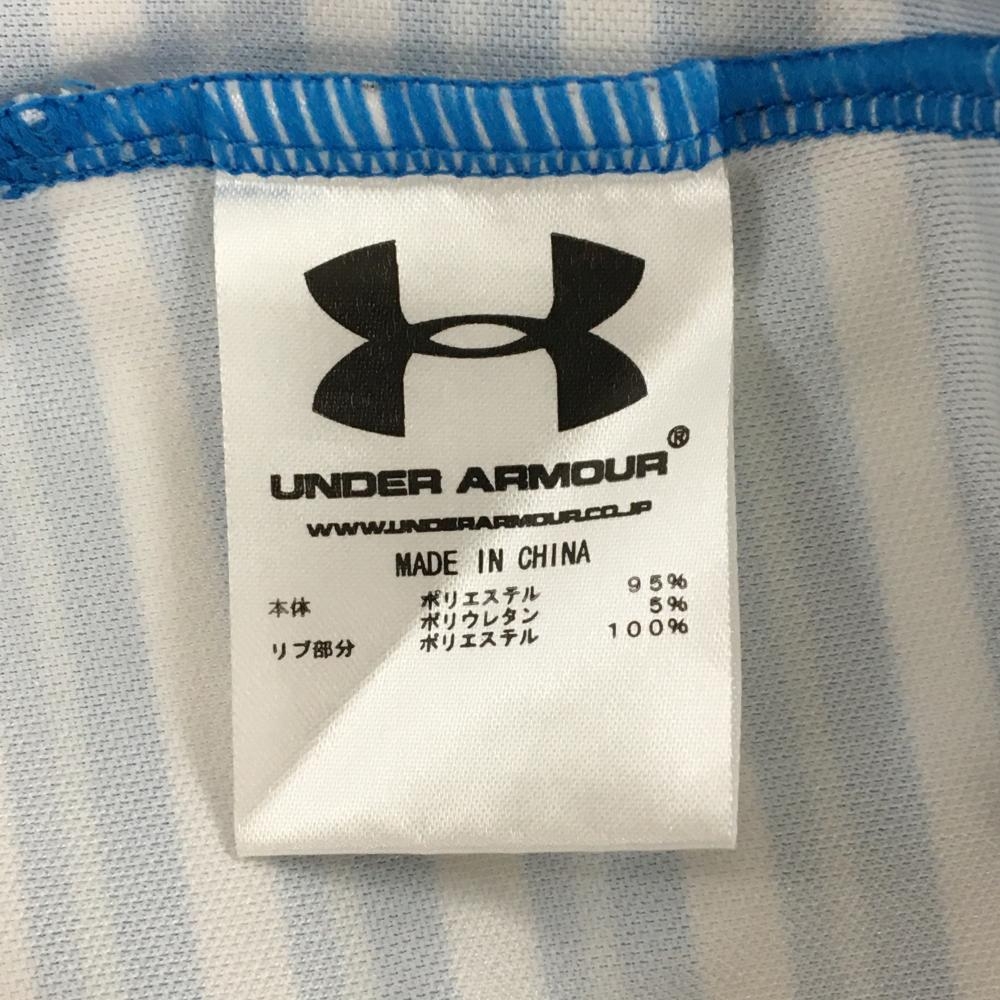 UNDER ARMOUR®
WWW.UNDERARMOUR.CO.JP
MADE IN CHINA
本体 ポリエステル 95%
ポリウレタン 5%
リブ部分 ポリエステル 100%